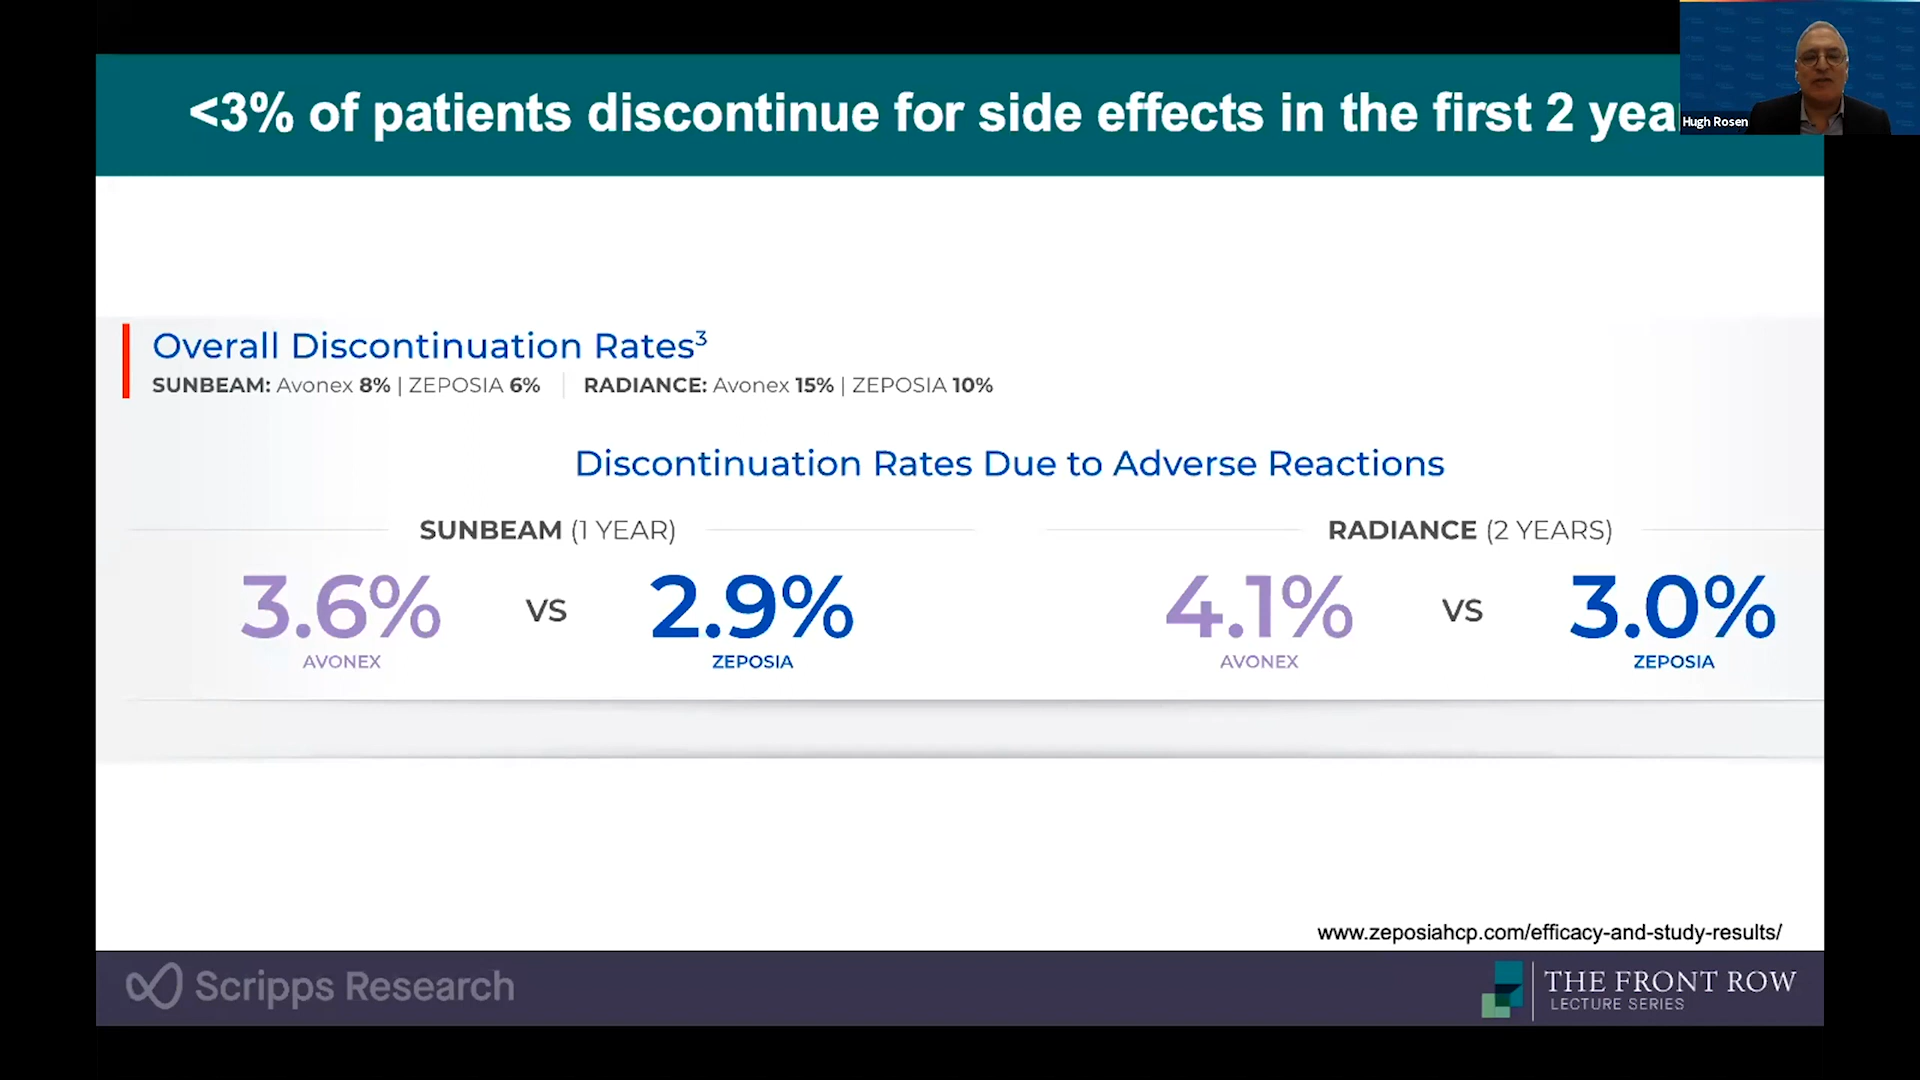 <3% of patients discontinue for side effects in the first 2 yea
Hugh Rosen
Overall Discontinuation Rates³
SUNBEAM: Avonex 8% | ZEPOSIA 6% RADIANCE: Avonex 15% | ZEPOSIA 10%
Discontinuation Rates Due to Adverse Reactions
SUNBEAM (1 YEAR)
3.6% VS 2.9%
AVONEX ZEPOSIA
RADIANCE (2 YEARS)
4.1% VS 3.0%
AVONEX ZEPOSIA
www.zeposiahcp.com/efficacy-and-study-results/
Scripps Research
THE FRONT ROW
LECTURE SERIES